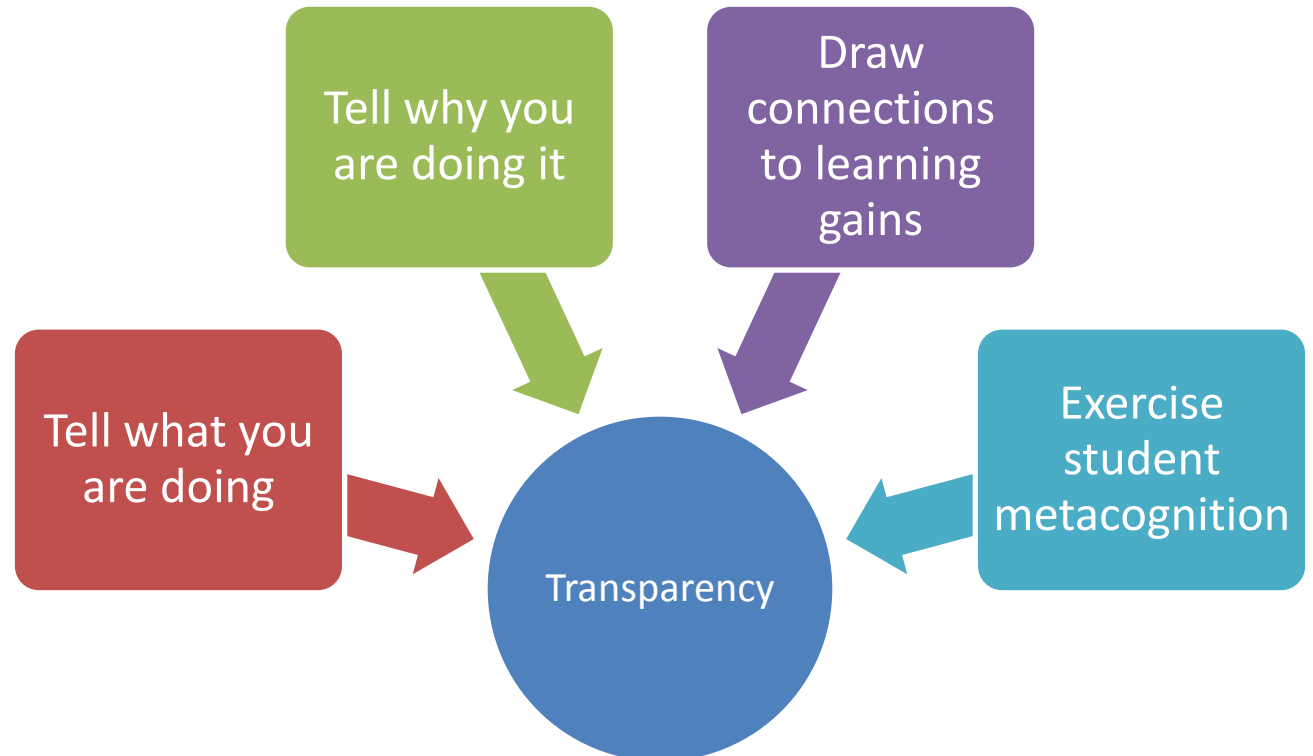 Tell why you
are doing it
Draw
connections
to learning
gains
Tell what you
are doing
Exercise
student
metacognition
Transparency